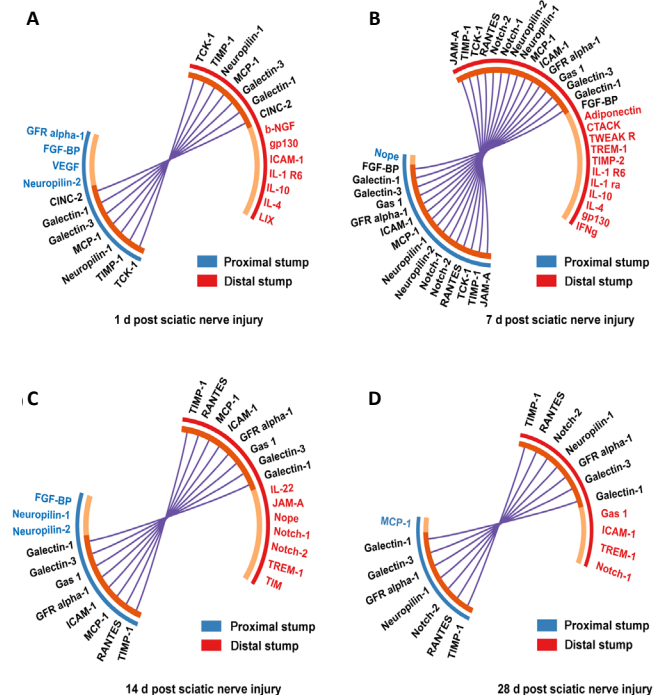 A
TCK-1
TIMP-1
Neuropilin-1
MCP-1
Galectin-3
Galectin-1
CINC-2
b-NGF
gp130
ICAM-1
IL-1 R6
IL-10
IL-4
LIX
GFR alpha-1
FGF-BP
VEGF
Neuropilin-2
CINC-2
Galectin-1
Galectin-3
MCP-1
Neuropilin-1
TIMP-1
TCK-1
Proximal stump
Distal stump
1 d post sciatic nerve injury
B
JAM-A
TIMP-1
TCK-1
RANTES
Notch-2
Notch-1
Neuropilin-2
Neuropilin-1
MCP-1
ICAM-1
GFR alpha-1
Gas 1
Galectin-3
Galectin-1
FGF-BP
Adiponectin
CTACK
TWEAK R
TREM-1
TIMP-2
IL-1 R6
IL-1 ra
IL-10
IL-4
gp130
IFNg
Nope
FGF-BP
Galectin-1
Galectin-3
Gas 1
GFR alpha-1
ICAM-1
MCP-1
Neuropilin-1
Neuropilin-2
Notch-1
Notch-2
RANTES
TCK-1
TIMP-1
JAM-A
Proximal stump
Distal stump
7 d post sciatic nerve injury
C
TIMP-1
RANTES
MCP-1
ICAM-1
GFR alpha-1
Gas 1
Galectin-3
Galectin-1
IL-22
JAM-A
Nope
Notch-1
Notch-2
TREM-1
TIM
FGF-BP
Neuropilin-1
Neuropilin-2
Galectin-1
Galectin-3
Gas 1
GFR alpha-1
ICAM-1
MCP-1
RANTES
TIMP-1
Proximal stump
Distal stump
14 d post sciatic nerve injury
D
TIMP-1
RANTES
Notch-2
Neuropilin-1
GFR alpha-1
Galectin-3
Galectin-1
Gas 1
ICAM-1
TREM-1
Notch-1
MCP-1
Galectin-1
Galectin-3
GFR alpha-1
Neuropilin-1
Notch-2
RANTES
TIMP-1
Proximal stump
Distal stump
28 d post sciatic nerve injury